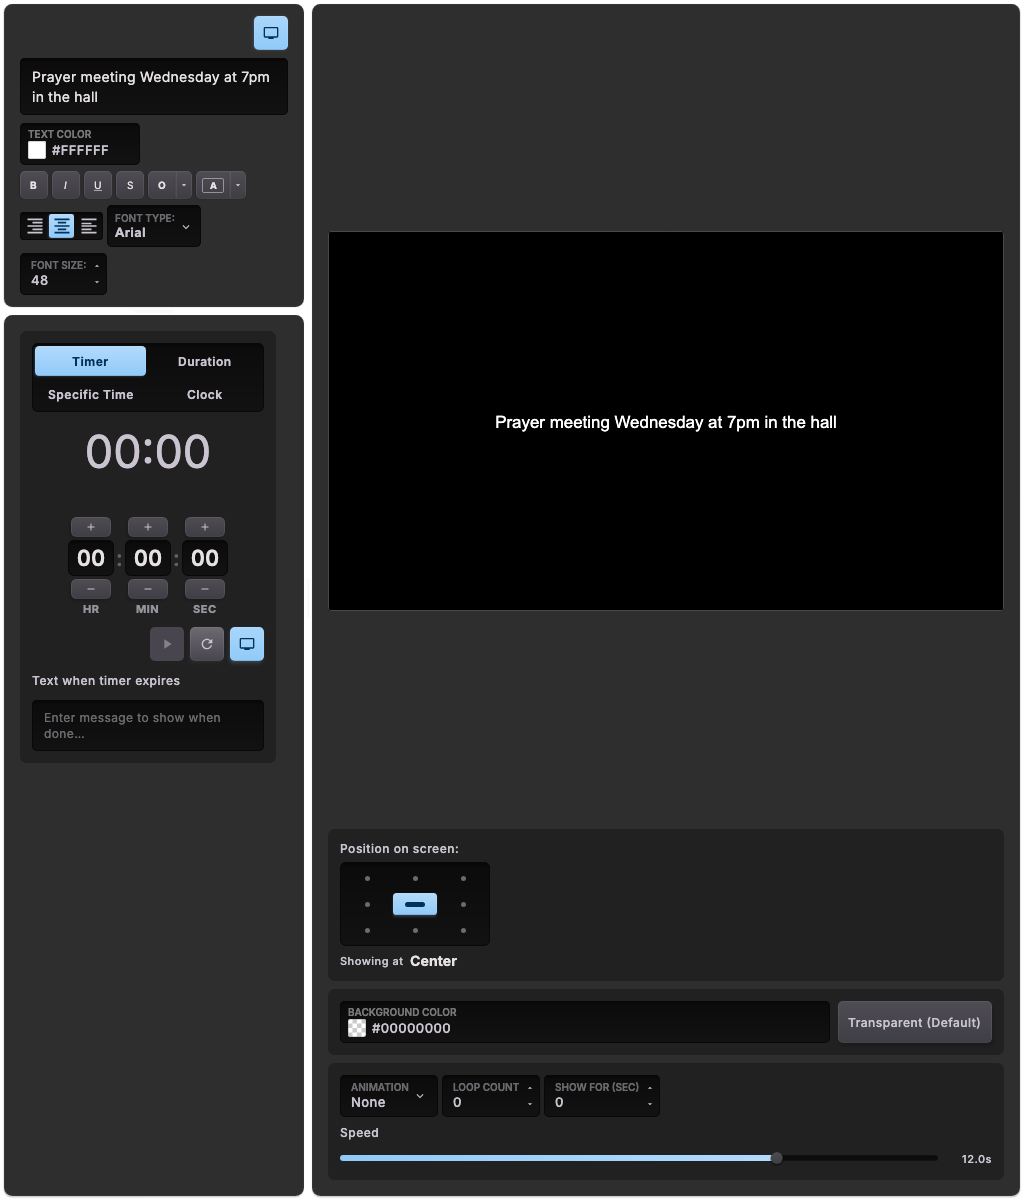 Prayer meeting Wednesday at 7pm
in the hall
TEXT COLOR
#FFFFFF
B I U S O A
FONT TYPE:
Arial
FONT SIZE:
48
Timer Duration
Specific Time Clock
00:00
+ + +
00 : 00 : 00
− − −
HR MIN SEC
Text when timer expires
Enter message to show when
done...
Prayer meeting Wednesday at 7pm in the hall
Position on screen:
Showing at Center
BACKGROUND COLOR
#00000000
Transparent (Default)
ANIMATION
None
LOOP COUNT
0
SHOW FOR (SEC)
0
Speed
12.0s